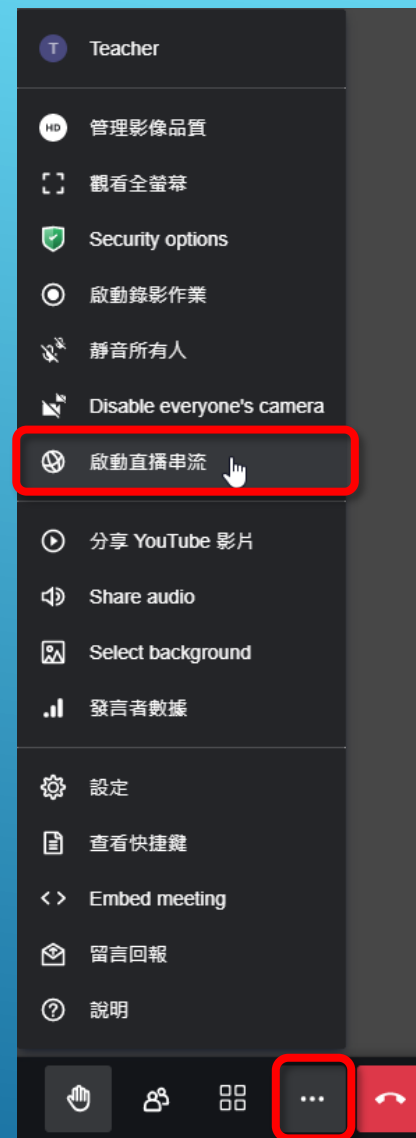 T Teacher
HD 管理影像品質
觀看全螢幕
Security options
啟動錄影作業
靜音所有人
Disable everyone's camera
啟動直播串流
分享 YouTube 影片
Share audio
Select background
發言者數據
設定
查看快捷鍵
Embed meeting
留言回報
說明